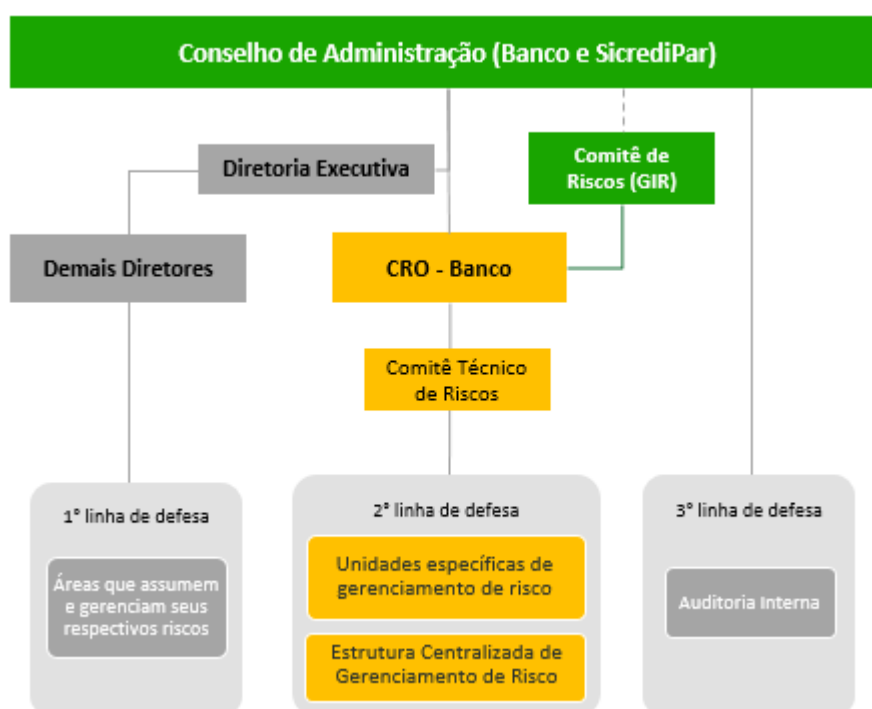 Conselho de Administração (Banco e SicrediPar)
Diretoria Executiva
Comitê de
Riscos (GIR)
Demais Diretores
CRO - Banco
Comitê Técnico
de Riscos
1° linha de defesa
Áreas que assumem
e gerenciam seus
respectivos riscos
2° linha de defesa
Unidades específicas de
gerenciamento de risco
Estrutura Centralizada de
Gerenciamento de Risco
3° linha de defesa
Auditoria Interna